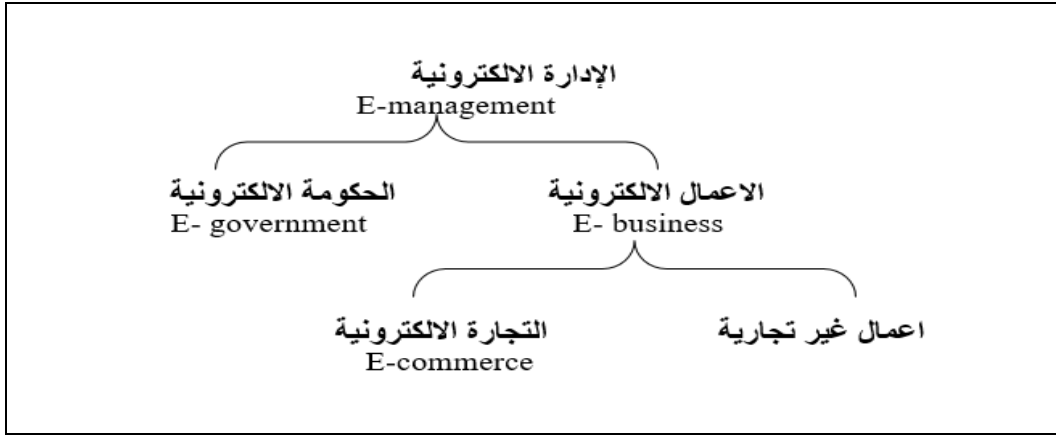 الإدارة الالكترونية
E-management
الاعمال الالكترونية
E- business
الحكومة الالكترونية
E- government
اعمال غير تجارية
التجارة الالكترونية
E-commerce